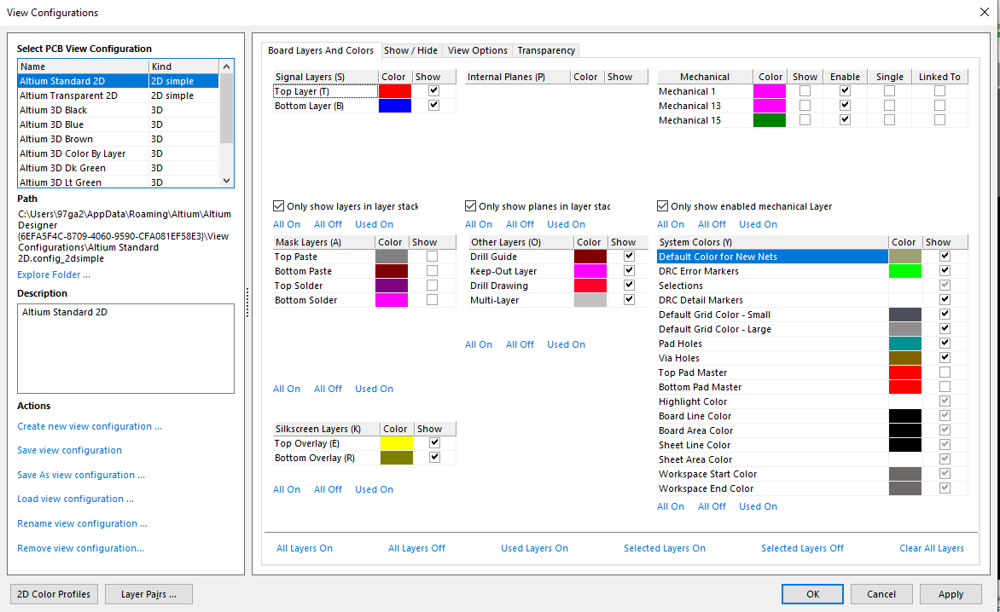 View Configurations
Select PCB View Configuration
Name Kind
Altium Standard 2D 2D simple
Altium Transparent 2D 2D simple
Altium 3D Black 3D
Altium 3D Blue 3D
Altium 3D Brown 3D
Altium 3D Color By Layer 3D
Altium 3D Dk Green 3D
Altium 3D Lt Green 3D
Path
C:\Users\97ga2\AppData\Roaming\Altium\Altium
Designer
{6EFA5F4C-8709-4060-9590-CFA081EF58E3}\View
Configurations\Altium Standard
2D.config_2dsimple
Explore Folder ...
Description
Altium Standard 2D
Actions
Create new view configuration ...
Save view configuration
Save As view configuration ...
Load view configuration ...
Rename view configuration ...
Remove view configuration...
2D Color Profiles
Layer Pairs ...
Board Layers And Colors Show / Hide View Options Transparency
Signal Layers (S) Color Show
Top Layer (T)
Bottom Layer (B)
Only show layers in layer stack
All On All Off Used On
Internal Planes (P) Color Show
Only show planes in layer stac
All On All Off Used On
Mechanical Color Show Enable Single Linked To
Mechanical 1
Mechanical 13
Mechanical 15
Only show enabled mechanical Layer
All On All Off Used On
Mask Layers (A) Color Show
Top Paste
Bottom Paste
Top Solder
Bottom Solder
All On All Off Used On
Other Layers (O) Color Show
Drill Guide
Keep-Out Layer
Drill Drawing
Multi-Layer
All On All Off Used On
System Colors (Y) Color Show
Default Color for New Nets
DRC Error Markers
Selections
DRC Detail Markers
Default Grid Color - Small
Default Grid Color - Large
Pad Holes
Via Holes
Top Pad Master
Bottom Pad Master
Highlight Color
Board Line Color
Board Area Color
Sheet Line Color
Sheet Area Color
Workspace Start Color
Workspace End Color
All On All Off Used On
Silkscreen Layers (K) Color Show
Top Overlay (E)
Bottom Overlay (R)
All On All Off Used On
All Layers On All Layers Off Used Layers On Selected Layers On Selected Layers Off Clear All Layers
OK Cancel Apply